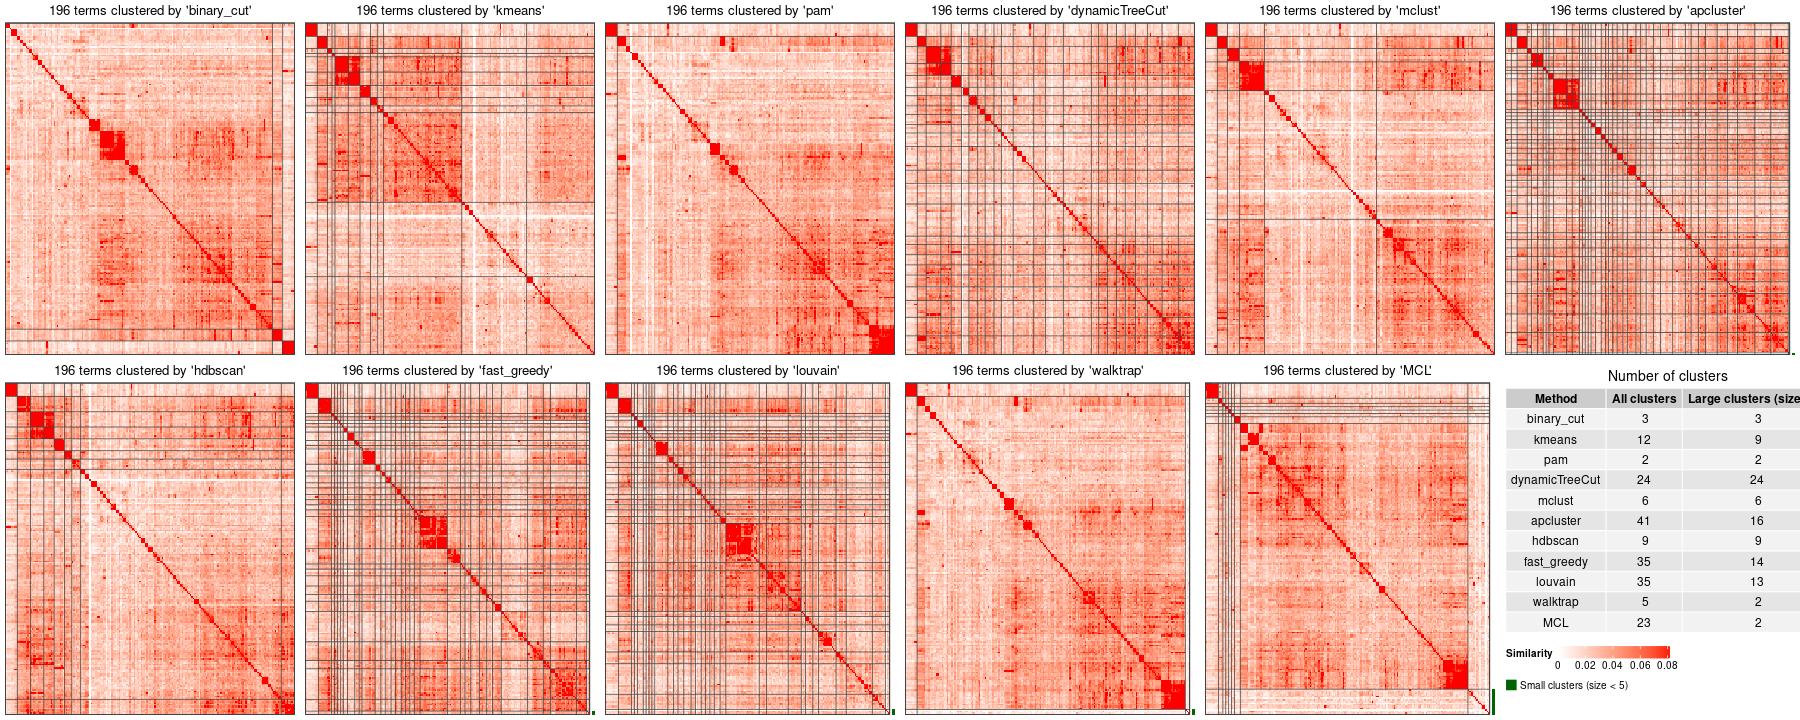 196 terms clustered by 'binary_cut'
196 terms clustered by 'kmeans'
196 terms clustered by 'pam'
196 terms clustered by 'dynamicTreeCut'
196 terms clustered by 'mclust'
196 terms clustered by 'apcluster'
196 terms clustered by 'hdbscan'
196 terms clustered by 'fast_greedy'
196 terms clustered by 'louvain'
196 terms clustered by 'walktrap'
196 terms clustered by 'MCL'
Number of clusters
Method All clusters Large clusters (size
binary_cut 3 3
kmeans 12 9
pam 2 2
dynamicTreeCut 24 24
mclust 6 6
apcluster 41 16
hdbscan 9 9
fast_greedy 35 14
louvain 35 13
walktrap 5 2
MCL 23 2
Similarity
0 0.02 0.04 0.06 0.08
Small clusters (size < 5)